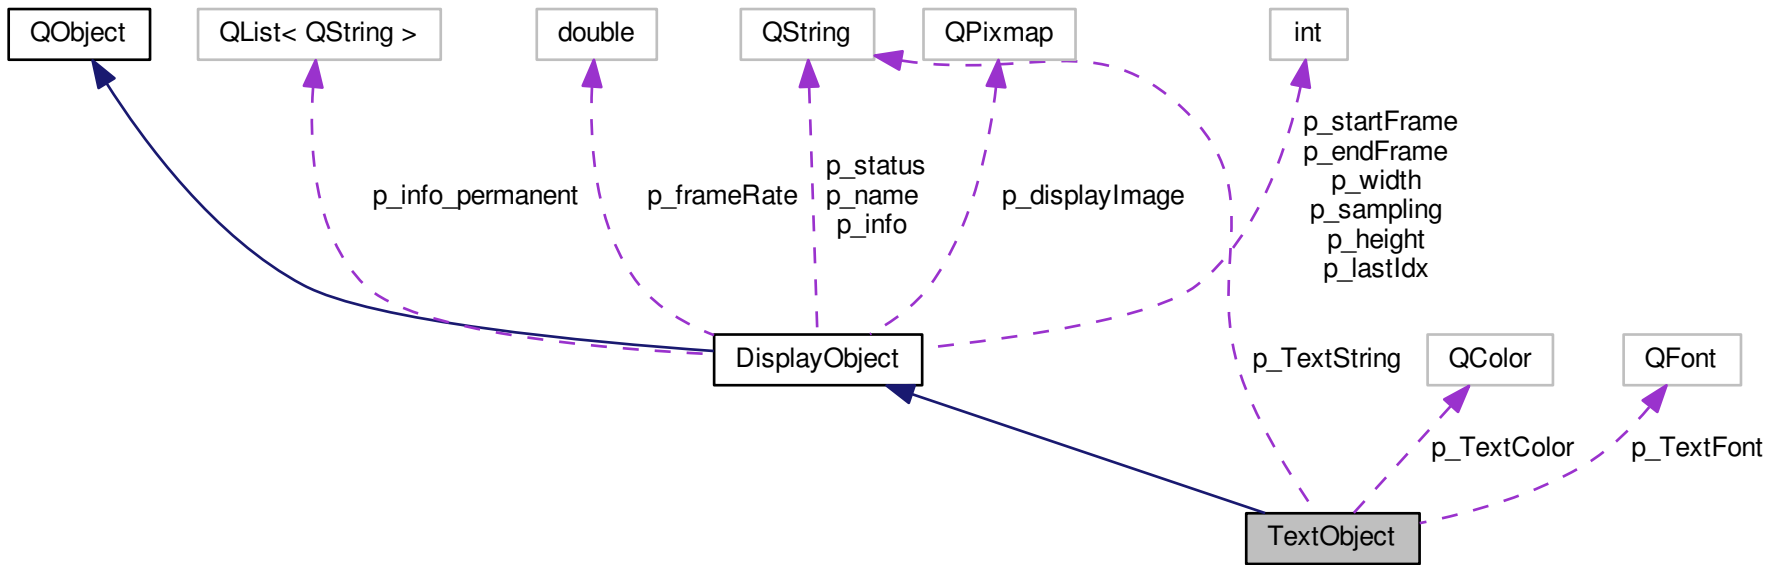 QObject
QList< QString >
double
QString
QPixmap
int
p_startFrame
p_endFrame
p_width
p_sampling
p_height
p_lastIdx
p_status
p_name
p_info
p_info_permanent
p_frameRate
p_displayImage
DisplayObject
p_TextString
QColor
QFont
p_TextColor
p_TextFont
TextObject